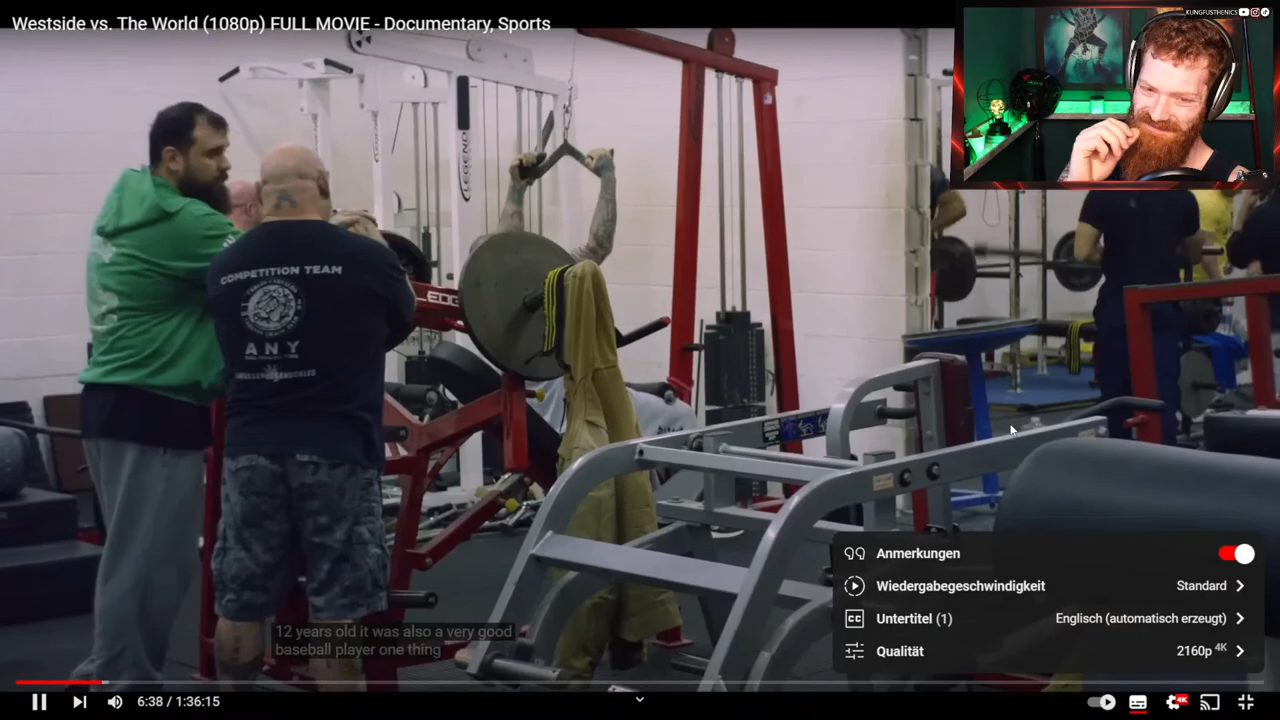 Westside vs. The World (1080p) FULL MOVIE - Documentary, Sports
KUNGFUSTHENICS
LEGEND
COMPETITION TEAM
ANY
12 years old it was also a very good
baseball player one thing
Anmerkungen
Wiedergabegeschwindigkeit Standard
Untertitel (1) Englisch (automatisch erzeugt)
Qualität 2160p 4K
6:38 / 1:36:15
4K